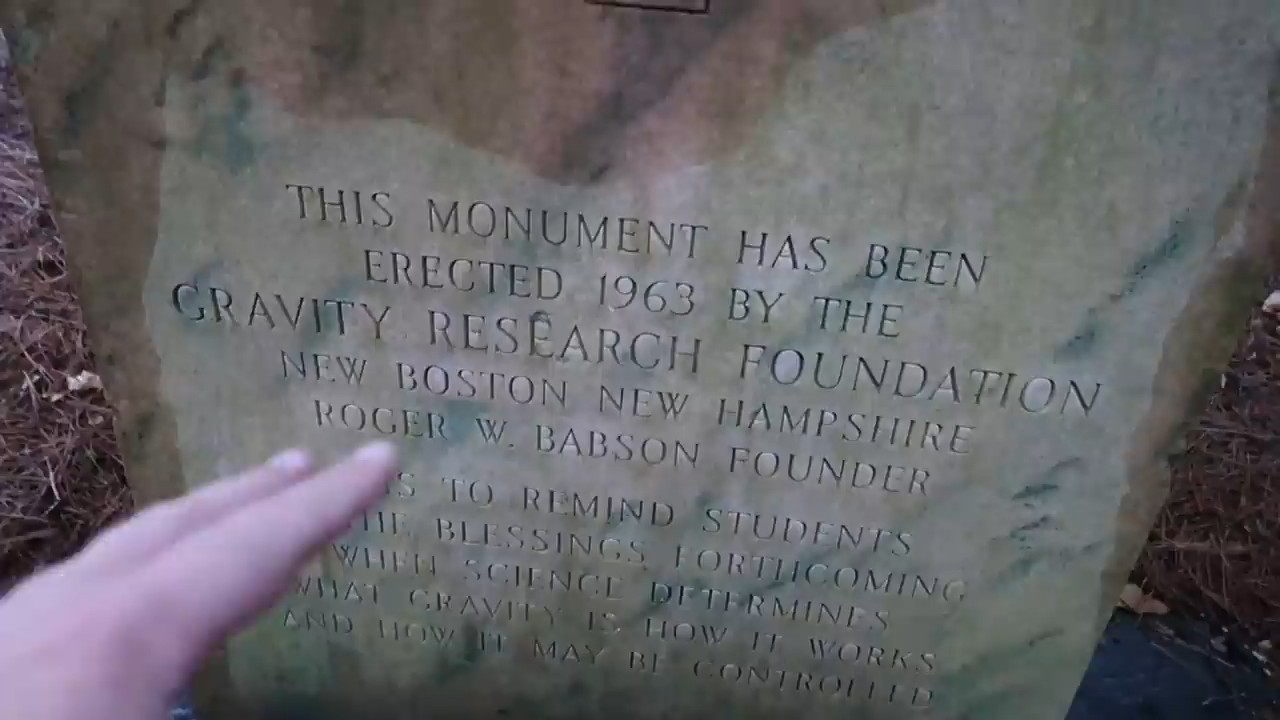 THIS MONUMENT HAS BEEN
ERECTED 1963 BY THE
GRAVITY RESEARCH FOUNDATION
NEW BOSTON NEW HAMPSHIRE
ROGER W. BABSON FOUNDER
TO REMIND STUDENTS
THE BLESSINGS FORTHCOMING
WHEN SCIENCE DETERMINES
WHAT GRAVITY IS HOW IT WORKS
AND HOW IT MAY BE CONTROLLED